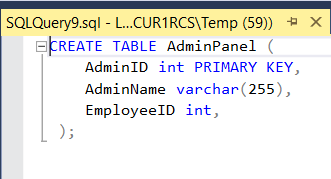 SQLQuery9.sql - L...CUR1RCS\Temp (59))*
CREATE TABLE AdminPanel (
AdminID int PRIMARY KEY,
AdminName varchar(255),
EmployeeID int,
);